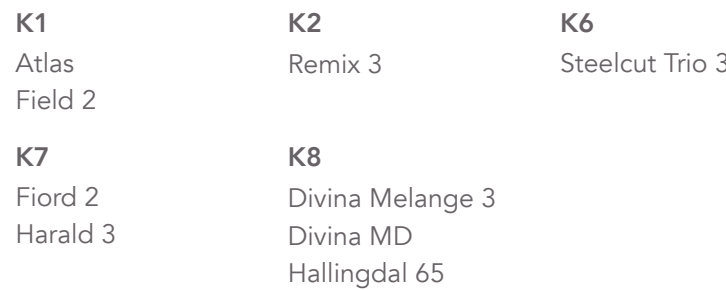 K1
Atlas
Field 2
K2
Remix 3
K6
Steelcut Trio 3
K7
Fiord 2
Harald 3
K8
Divina Melange 3
Divina MD
Hallingdal 65